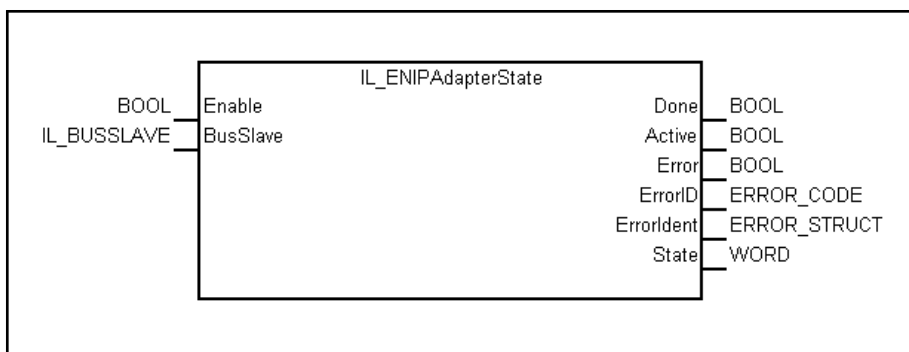 IL_ENIPAdapterState
BOOL Enable Done BOOL
IL_BUSSLAVE BusSlave Active BOOL
Error BOOL
ErrorID ERROR_CODE
ErrorIdent ERROR_STRUCT
State WORD